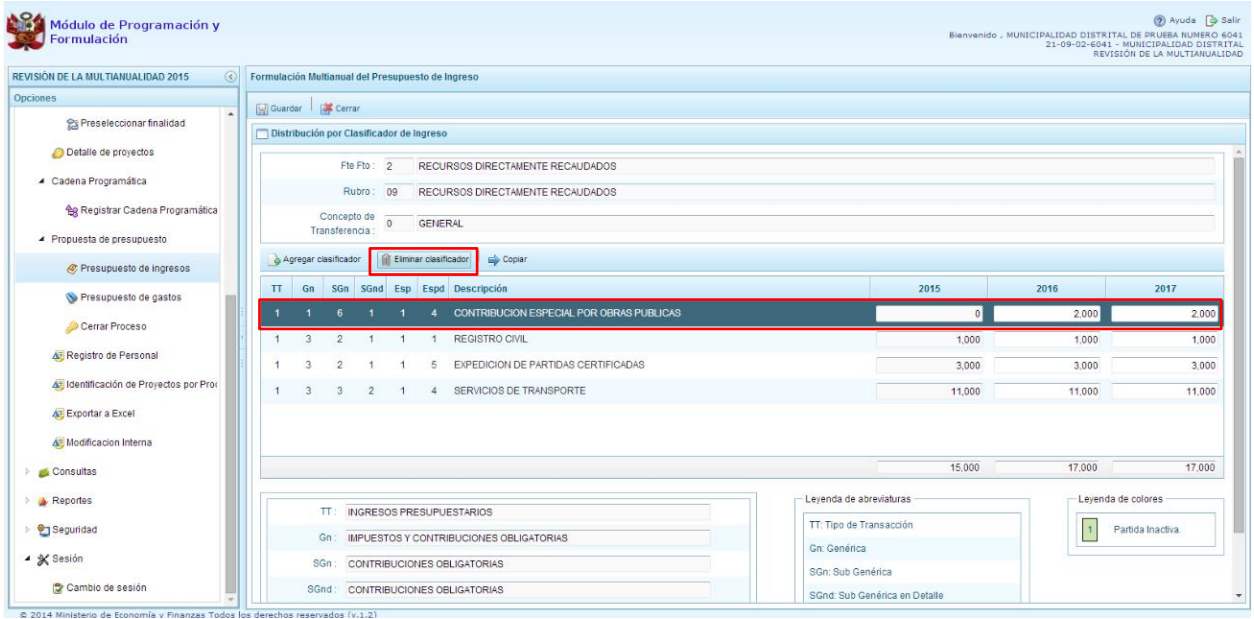 Módulo de Programación y
Formulación
Ayuda Salir
Bienvenido , MUNICIPALIDAD DISTRITAL DE PRUEBA NUMERO 6041
21-09-02-6041 - MUNICIPALIDAD DISTRITAL
REVISIÓN DE LA MULTIANUALIDAD
REVISIÓN DE LA MULTIANUALIDAD 2015
Opciones
Preseleccionar finalidad
Detalle de proyectos
Cadena Programática
Registrar Cadena Programática
Propuesta de presupuesto
Presupuesto de ingresos
Presupuesto de gastos
Cerrar Proceso
Registro de Personal
Identificación de Proyectos por Pro
Exportar a Excel
Modificacion Interna
Consultas
Reportes
Seguridad
Sesión
Cambio de sesión
Formulación Multianual del Presupuesto de Ingreso
Guardar Cerrar
Distribución por Clasificador de Ingreso
Fte Fto : 2 RECURSOS DIRECTAMENTE RECAUDADOS
Rubro : 09 RECURSOS DIRECTAMENTE RECAUDADOS
Concepto de
Transferencia : 0 GENERAL
Agregar clasificador Eliminar clasificador Copiar
TT Gn SGn SGnd Esp Espd Descripción 2015 2016 2017
1 1 6 1 1 4 CONTRIBUCION ESPECIAL POR OBRAS PUBLICAS 0 2,000 2,000
1 3 2 1 1 1 REGISTRO CIVIL 1,000 1,000 1,000
1 3 2 1 1 5 EXPEDICION DE PARTIDAS CERTIFICADAS 3,000 3,000 3,000
1 3 3 2 1 4 SERVICIOS DE TRANSPORTE 11,000 11,000 11,000
15,000 17,000 17,000
TT : INGRESOS PRESUPUESTARIOS
Gn : IMPUESTOS Y CONTRIBUCIONES OBLIGATORIAS
SGn : CONTRIBUCIONES OBLIGATORIAS
SGnd : CONTRIBUCIONES OBLIGATORIAS
Leyenda de abreviaturas
TT: Tipo de Transacción
Gn: Genérica
SGn: Sub Genérica
SGnd: Sub Genérica en Detalle
Leyenda de colores
1 Partida Inactiva.
© 2014 Ministerio de Economía y Finanzas Todos los derechos reservados (v.1.2)